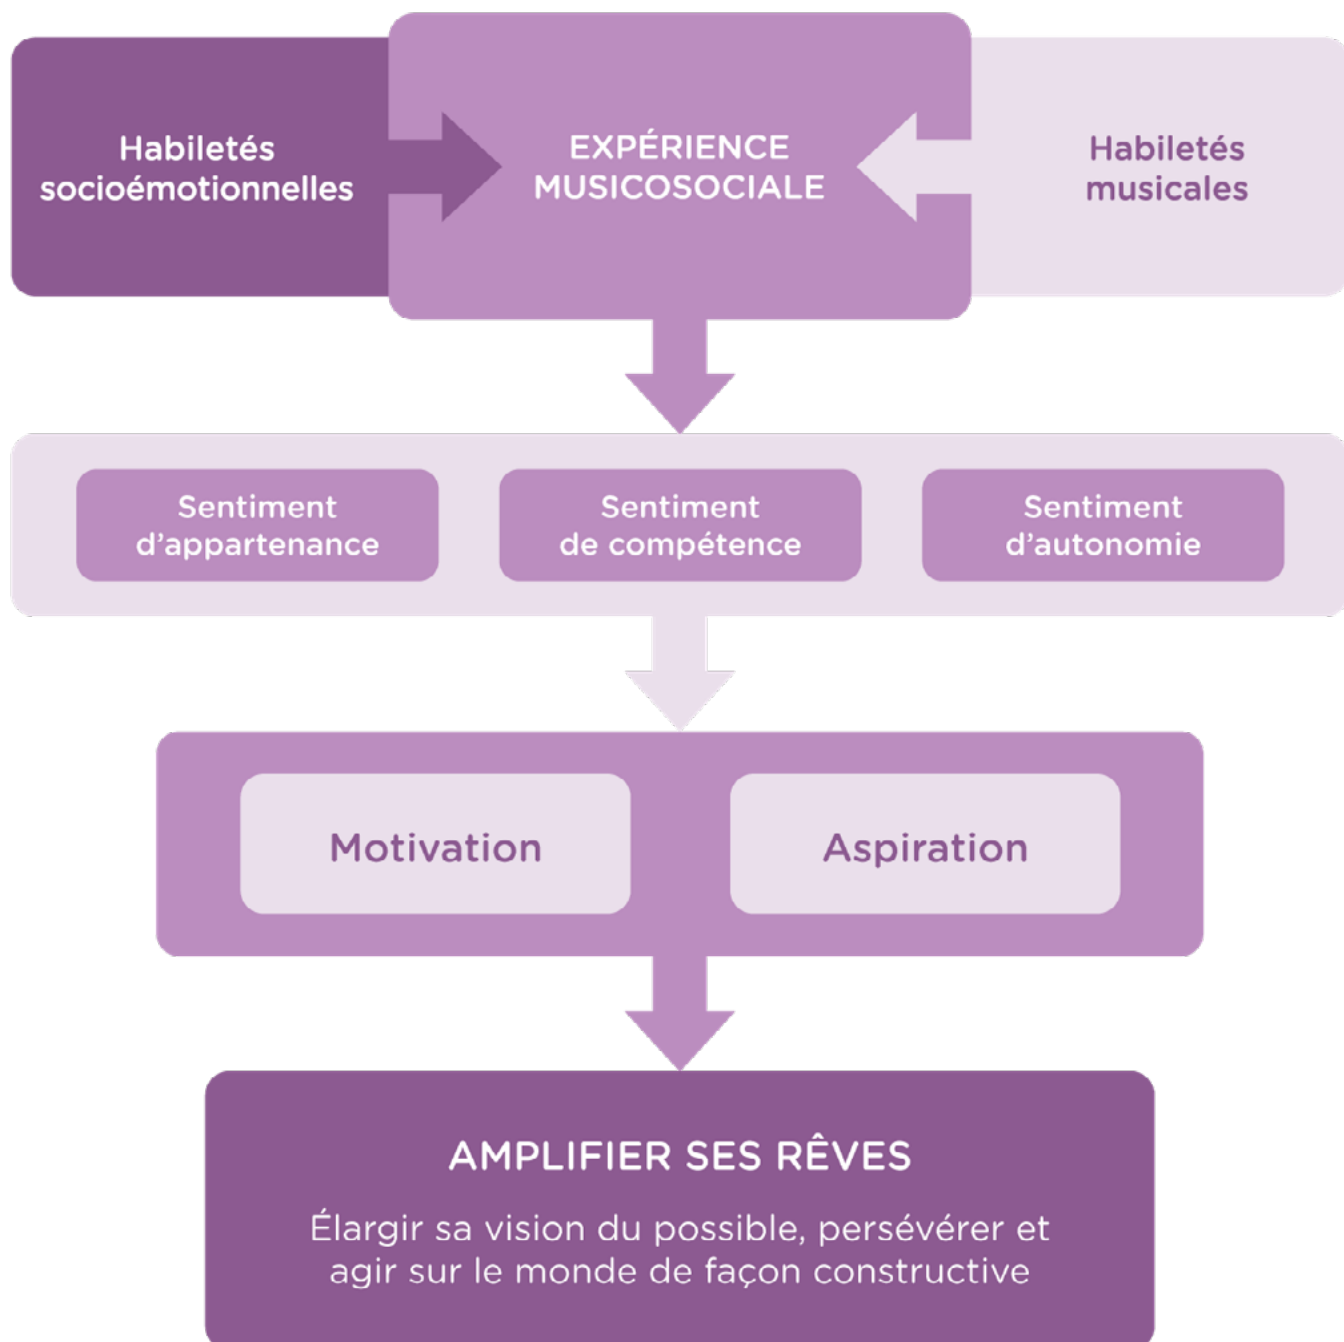 Habiletés
socioémotionnelles
EXPÉRIENCE
MUSICOSOCIALE
Habiletés
musicales
Sentiment
d’appartenance
Sentiment
de compétence
Sentiment
d’autonomie
Motivation
Aspiration
AMPLIFIER SES RÊVES
Élargir sa vision du possible, persévérer et
agir sur le monde de façon constructive